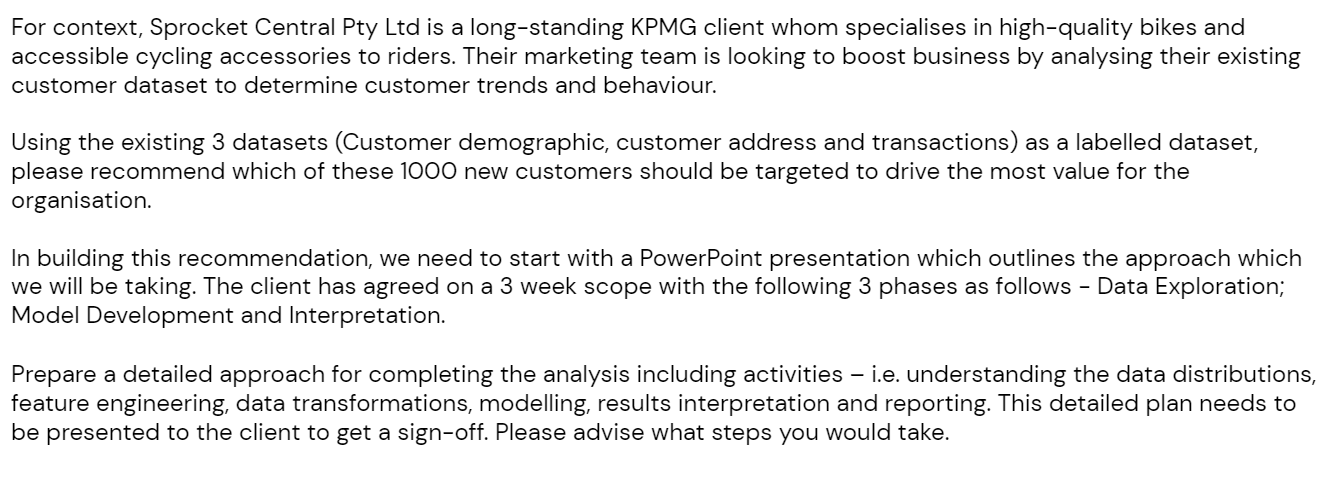 For context, Sprocket Central Pty Ltd is a long-standing KPMG client whom specialises in high-quality bikes and
accessible cycling accessories to riders. Their marketing team is looking to boost business by analysing their existing
customer dataset to determine customer trends and behaviour.
Using the existing 3 datasets (Customer demographic, customer address and transactions) as a labelled dataset,
please recommend which of these 1000 new customers should be targeted to drive the most value for the
organisation.
In building this recommendation, we need to start with a PowerPoint presentation which outlines the approach which
we will be taking. The client has agreed on a 3 week scope with the following 3 phases as follows - Data Exploration;
Model Development and Interpretation.
Prepare a detailed approach for completing the analysis including activities – i.e. understanding the data distributions,
feature engineering, data transformations, modelling, results interpretation and reporting. This detailed plan needs to
be presented to the client to get a sign-off. Please advise what steps you would take.